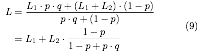 L = \frac{L_1 \cdot p \cdot q + (L_1 + L_2) \cdot (1 - p)}{p \cdot q + (1 - p)}
= L_1 + L_2 \cdot \frac{1 - p}{1 - p + p \cdot q}
(9)